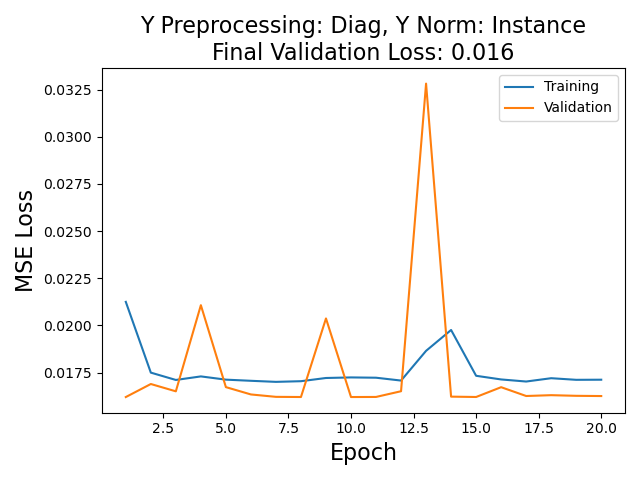 Y Preprocessing: Diag, Y Norm: Instance
Final Validation Loss: 0.016
Training
Validation
0.0325
0.0300
0.0275
0.0250
0.0225
0.0200
0.0175
MSE Loss
2.5 5.0 7.5 10.0 12.5 15.0 17.5 20.0
Epoch